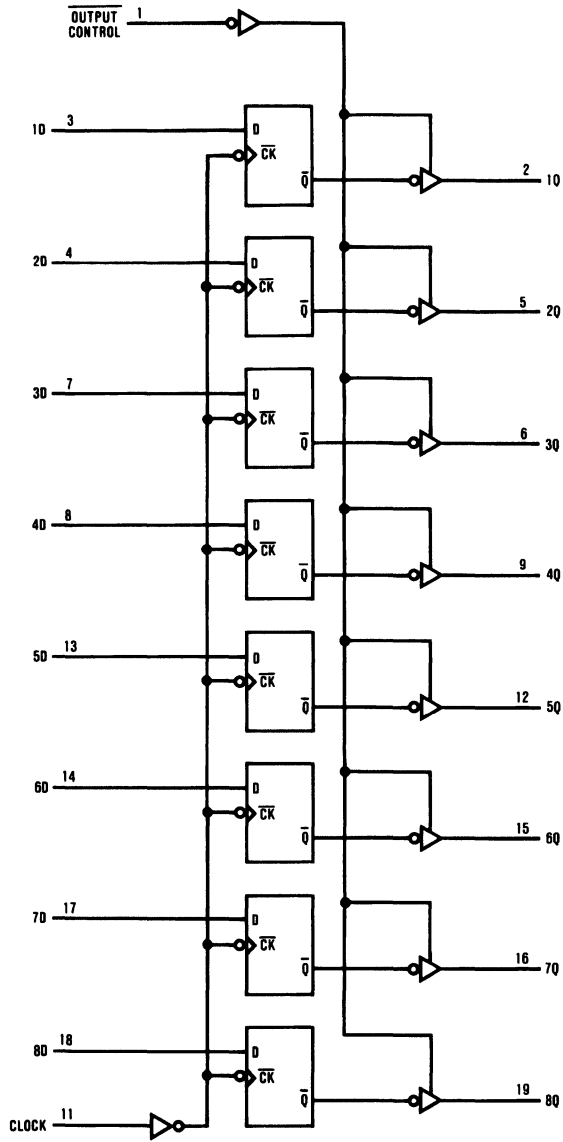 OUTPUT CONTROL 1
1D 3 D CK Q 2 1Q
2D 4 D CK Q 5 2Q
3D 7 D CK Q 6 3Q
4D 8 D CK Q 9 4Q
5D 13 D CK Q 12 5Q
6D 14 D CK Q 15 6Q
7D 17 D CK Q 16 7Q
8D 18 D CK Q 19 8Q
CLOCK 11